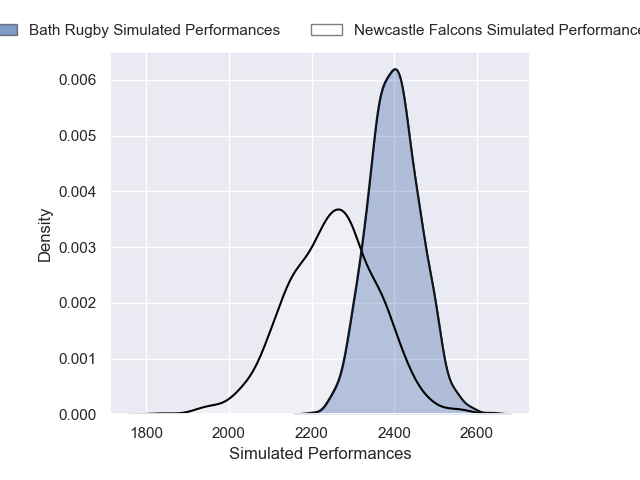 Bath Rugby Simulated Performances
Newcastle Falcons Simulated Performance
0.006
0.005
0.004
0.003
0.002
0.001
0.000
Density
1800 2000 2200 2400 2600
Simulated Performances